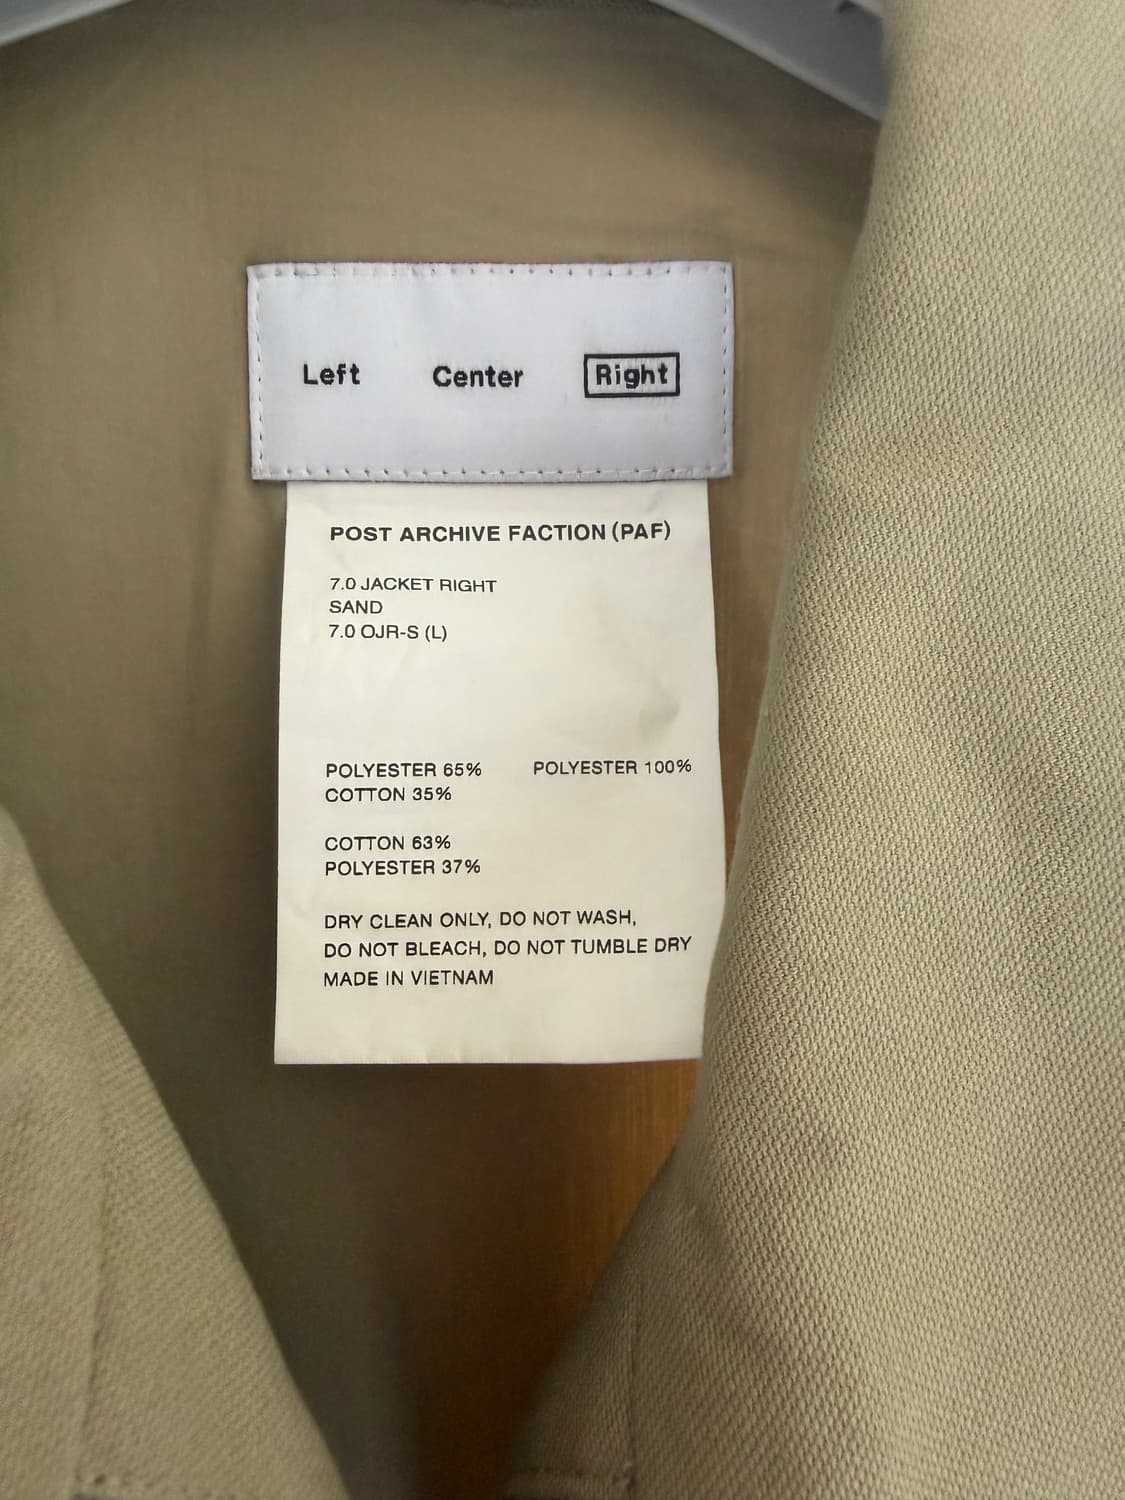 Left Center Right
POST ARCHIVE FACTION (PAF)
7.0 JACKET RIGHT
SAND
7.0 OJR-S (L)
POLYESTER 65% POLYESTER 100%
COTTON 35%
COTTON 63%
POLYESTER 37%
DRY CLEAN ONLY, DO NOT WASH,
DO NOT BLEACH, DO NOT TUMBLE DRY
MADE IN VIETNAM